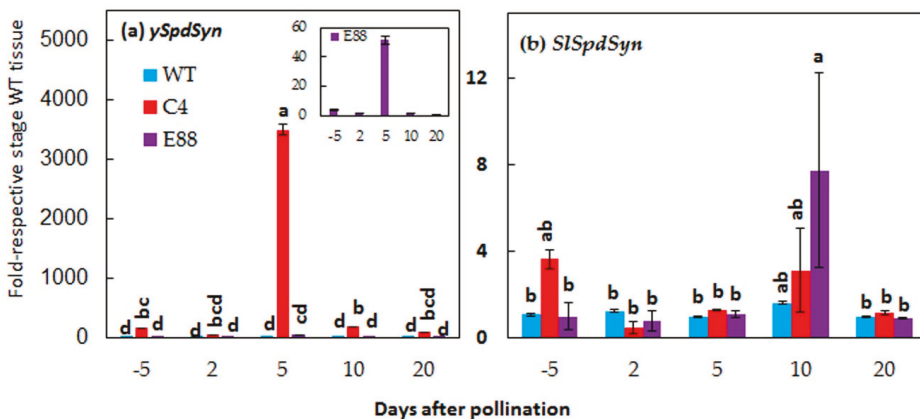 Fold-respective stage WT tissue
(a) ySpdSyn
5000
4000
3000
2000
1000
0
WT
C4
E88
60
40
20
0
E88
-5 2 5 10 20
a
d bc d d bcd d d cd d b d d bcd d
-5 2 5 10 20
(b) SlSpdSyn
12
8
4
0
a
b ab b b b b b b b ab ab b b b
-5 2 5 10 20
Days after pollination